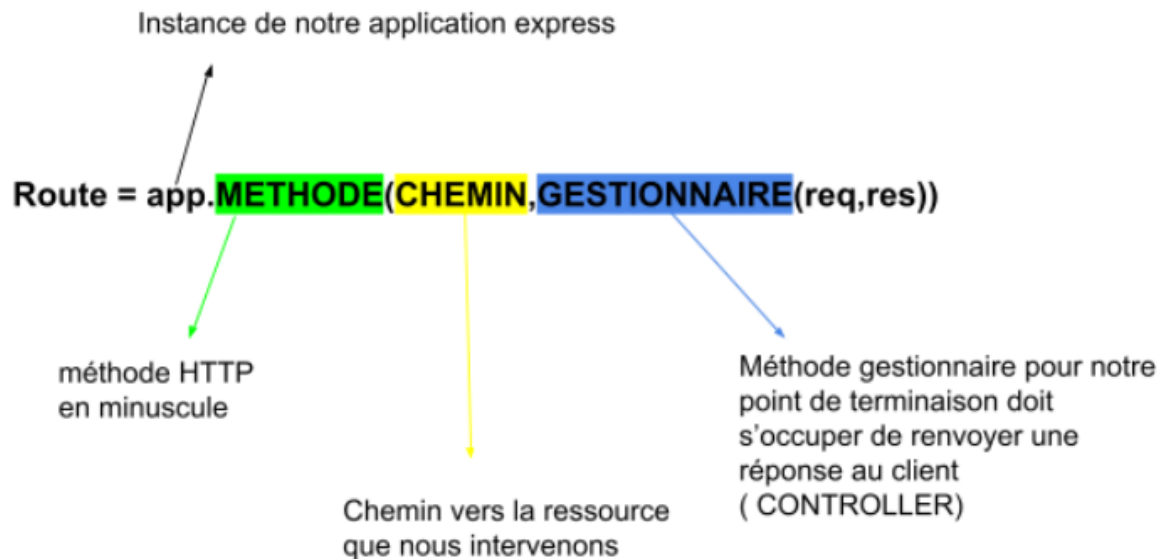 Instance de notre application express
Route = app.METHODE(CHEMIN,GESTIONNAIRE(req,res))
méthode HTTP
en minuscule
Chemin vers la ressource
que nous intervenons
Méthode gestionnaire pour notre
point de terminaison doit
s'occuper de renvoyer une
réponse au client
( CONTROLLER)